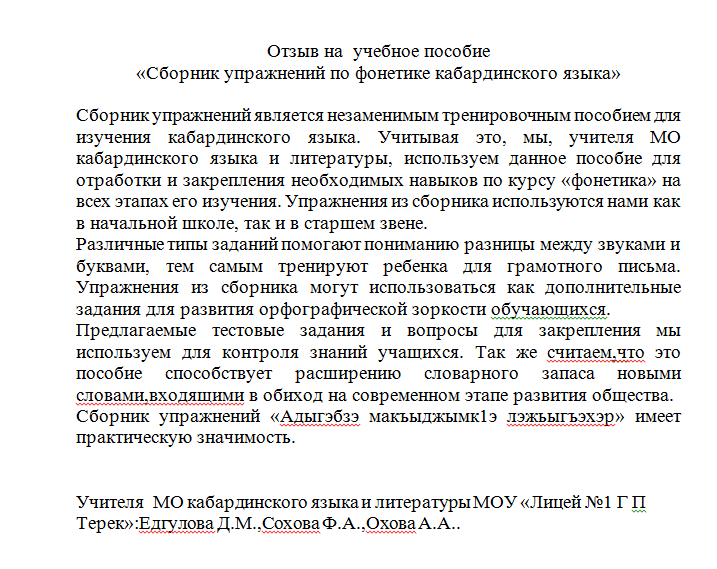 Отзыв на учебное пособие
«Сборник упражнений по фонетике кабардинского языка»
Сборник упражнений является незаменимым тренировочным пособием для
изучения кабардинского языка. Учитывая это, мы, учителя МО
кабардинского языка и литературы, используем данное пособие для
отработки и закрепления необходимых навыков по курсу «фонетика» на
всех этапах его изучения. Упражнения из сборника используются нами как
в начальной школе, так и в старшем звене.
Различные типы заданий помогают пониманию разницы между звуками и
буквами, тем самым тренируют ребенка для грамотного письма.
Упражнения из сборника могут использоваться как дополнительные
задания для развития орфографической зоркости обучающихся.
Предлагаемые тестовые задания и вопросы для закрепления мы
используем для контроля знаний учащихся. Так же считаем,что это
пособие способствует расширению словарного запаса новыми
словами,входящими в обиход на современном этапе развития общества.
Сборник упражнений «Адыгэбзэ макъыджымк1э лэжьыгъэхэр» имеет
практическую значимость.
Учителя МО кабардинского языка и литературы МОУ «Лицей №1 Г П
Терек»:Едгулова Д.М.,Сохова Ф.А.,Охова А.А..